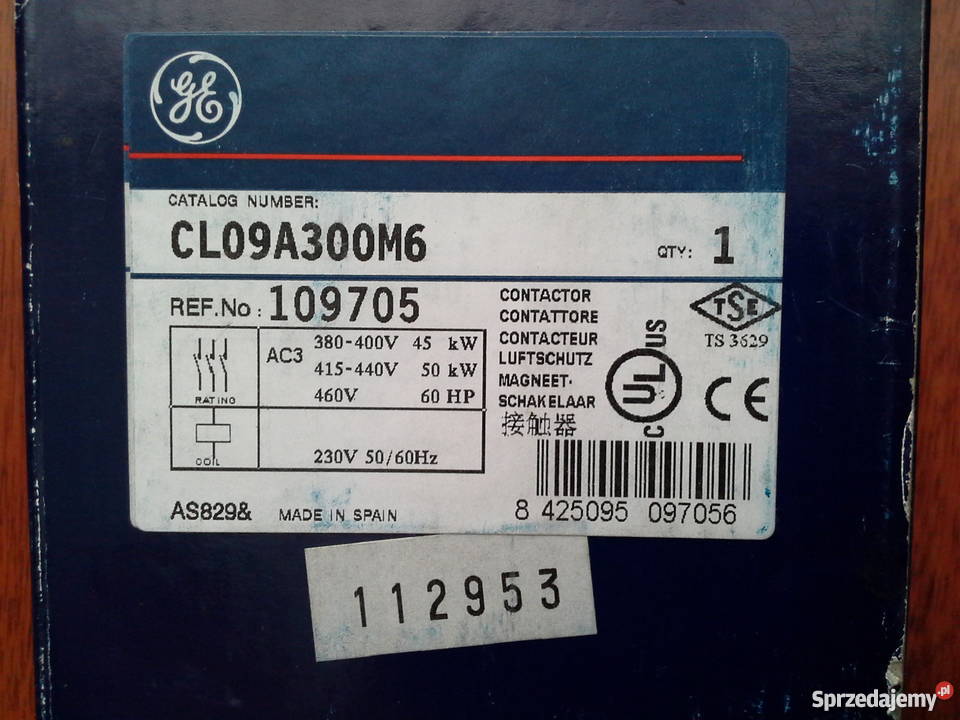 GE
CATALOG NUMBER:
CL09A300M6
QTY: 1
REF.No : 109705
CONTACTOR
CONTATTORE
CONTACTEUR
LUFTSCHUTZ
MAGNEET-
SCHAKELAAR
接触器
TSE
TS 3629
C UL US
CE
RATING
AC3
380-400V 45 kW
415-440V 50 kW
460V 60 HP
COIL
230V 50/60Hz
AS829&
MADE IN SPAIN
8 425095 097056
112953
Sprzedajemy.pl